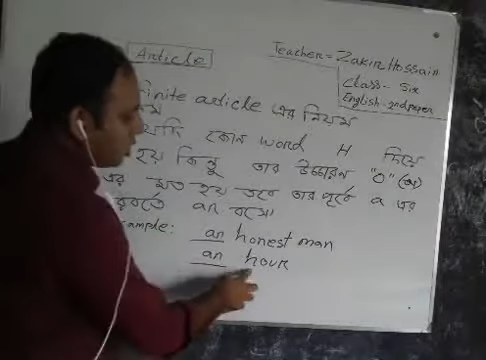 Article
Teacher = Zakir Hossain
Class- Six
English-2nd paper
finite article এর নিয়ম
যদি কোন word H দিয়ে
হয় কিন্তু তার উচ্চারণ "O" (অ)
এর মত হয় তবে তার পূর্বে a এর
an বসে।
ample:
an honest man
an hour